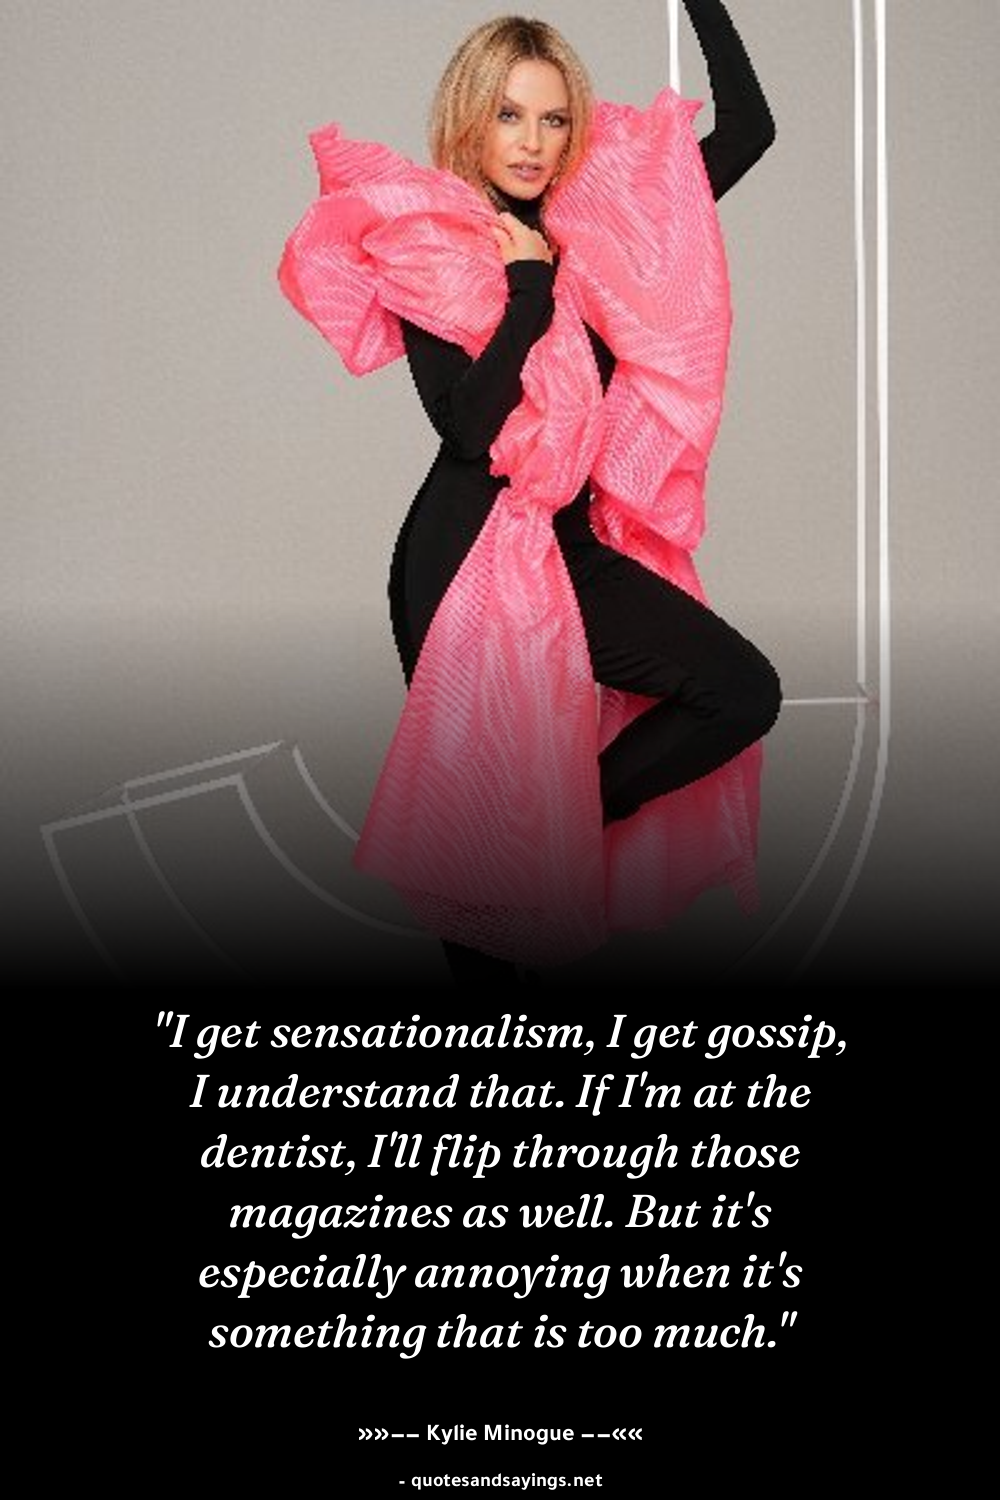 "I get sensationalism, I get gossip,
I understand that. If I'm at the
dentist, I'll flip through those
magazines as well. But it's
especially annoying when it's
something that is too much."
»»–– Kylie Minogue ––««
- quotesandsayings.net